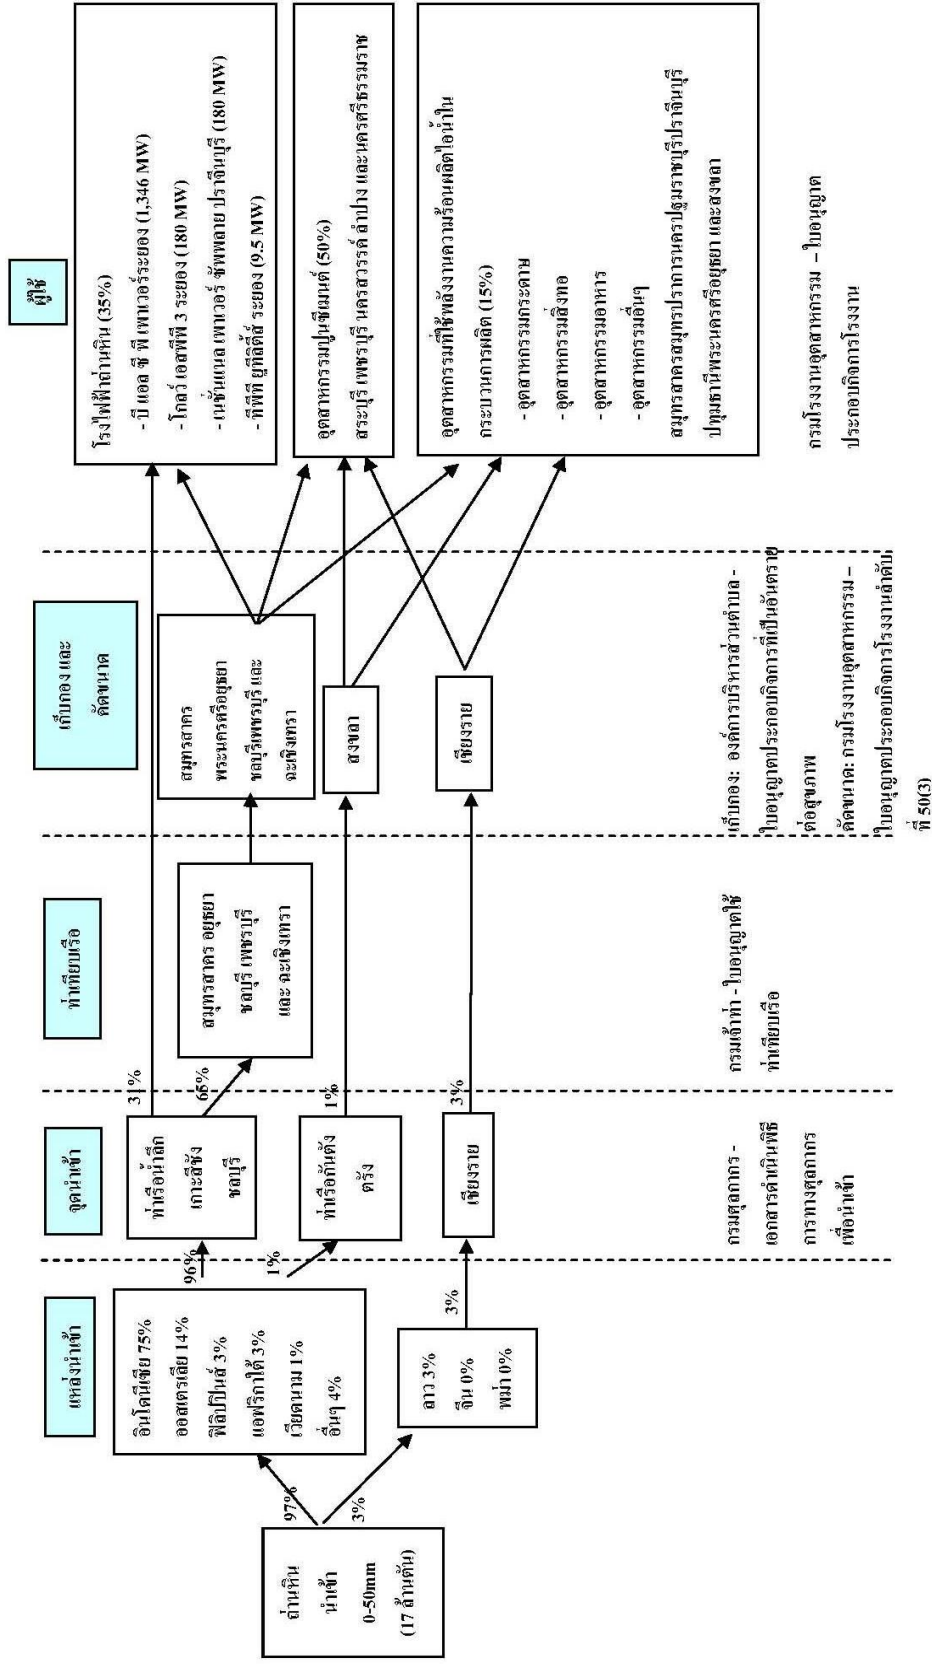 แหล่งนำเข้า
จุดนำเข้า
ท่าเทียบเรือ
เก็บกอง และ
คัดขนาด
ผู้ใช้
ถ่านหิน
นำเข้า
0-50mm
(17 ล้านตัน)
97%
3%
อินโดนีเซีย 75%
ออสเตรเลีย 14%
ฟิลิปปินส์ 3%
แอฟริกาใต้ 3%
เวียดนาม 1%
อื่นๆ 4%
ลาว 3%
จีน 0%
พม่า 0%
96%
1%
3%
ท่าเรือน้ำลึก
เกาะสีชัง
ชลบุรี
ท่าเรือกันตัง
ตรัง
เชียงราย
31%
65%
1%
3%
สมุทรสาคร อยุธยา
ชลบุรี เพชรบุรี
และ ฉะเชิงเทรา
สมุทรสาคร
พระนครศรีอยุธยา
ชลบุรีเพชรบุรี และ
ฉะเชิงเทรา
สงขลา
เชียงราย
โรงไฟฟ้าถ่านหิน (35%)
- บี แอล ซี พี เพาเวอร์ระยอง (1,346 MW)
- โกลว์ เอสพีพี 3 ระยอง (180 MW)
- เนชั่นแนล เพาเวอร์ ซัพพลาย ปราจีนบุรี (180 MW)
- ทีพีที ยูทิลิตี้ส์ ระยอง (9.5 MW)
อุตสาหกรรมปูนซีเมนต์ (50%)
สระบุรี เพชรบุรี นครสวรรค์ ลำปาง และนครศรีธรรมราช
อุตสาหกรรมที่ใช้พลังงานความร้อนผลิตไอน้ำใน
กระบวนการผลิต (15%)
- อุตสาหกรรมกระดาษ
- อุตสาหกรรมสิ่งทอ
- อุตสาหกรรมอาหาร
- อุตสาหกรรมอื่นๆ
สมุทรสาครสมุทรปราการนครปฐมราชบุรีปราจีนบุรี
ปทุมธานีพระนครศรีอยุธยา และสงขลา
กรมศุลกากร -
เอกสารดำเนินพิธี
การทางศุลกากร
เพื่อนำเข้า
กรมเจ้าท่า - ใบอนุญาตใช้
ท่าเทียบเรือ
เก็บกอง: องค์การบริหารส่วนตำบล -
ใบอนุญาตประกอบกิจการที่เป็นอันตราย
ต่อสุขภาพ
คัดขนาด: กรมโรงงานอุตสาหกรรม –
ใบอนุญาตประกอบกิจการโรงงานลำดับ
ที่ 50(3)
กรมโรงงานอุตสาหกรรม – ใบอนุญาต
ประกอบกิจการโรงงาน